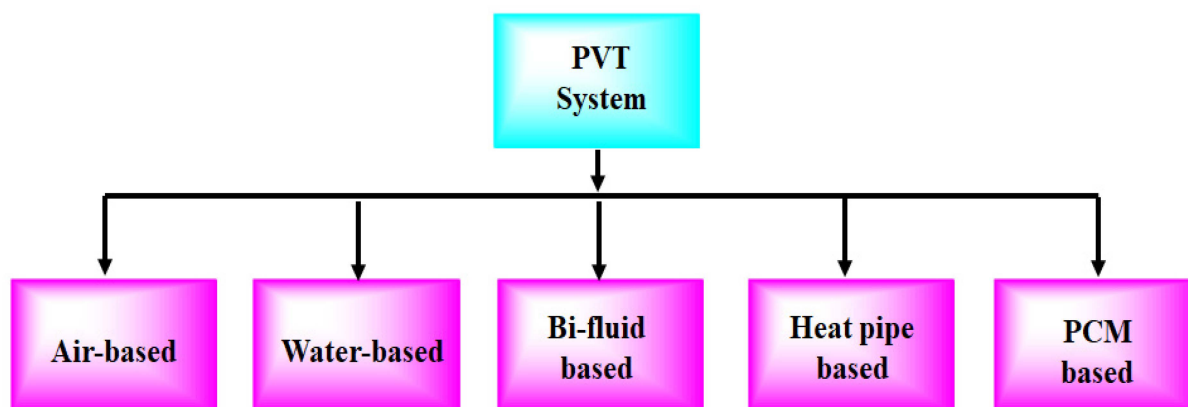 PVT
System
Air-based
Water-based
Bi-fluid
based
Heat pipe
based
PCM
based